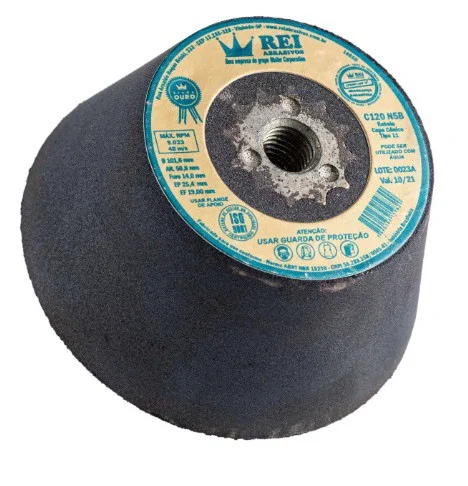 REI
ABRASIVOS
Uma empresa do grupo Waller Corporation
REI
OURO
MÁX. RPM
9.023
48 m/s
Ø 101,6 mm
Alt. 50,8 mm
Furo 14,0 mm
EP 25,4 mm
EF 19,00 mm
USAR FLANGE
DE APOIO
ISO
9001
C120 N5B
Rebolo
Copo Cônico
Tipo 11
PODE SER
UTILIZADO COM
ÁGUA
LOTE: 0023A
Val. 10/21
ATENÇÃO:
USAR GUARDA DE PROTEÇÃO